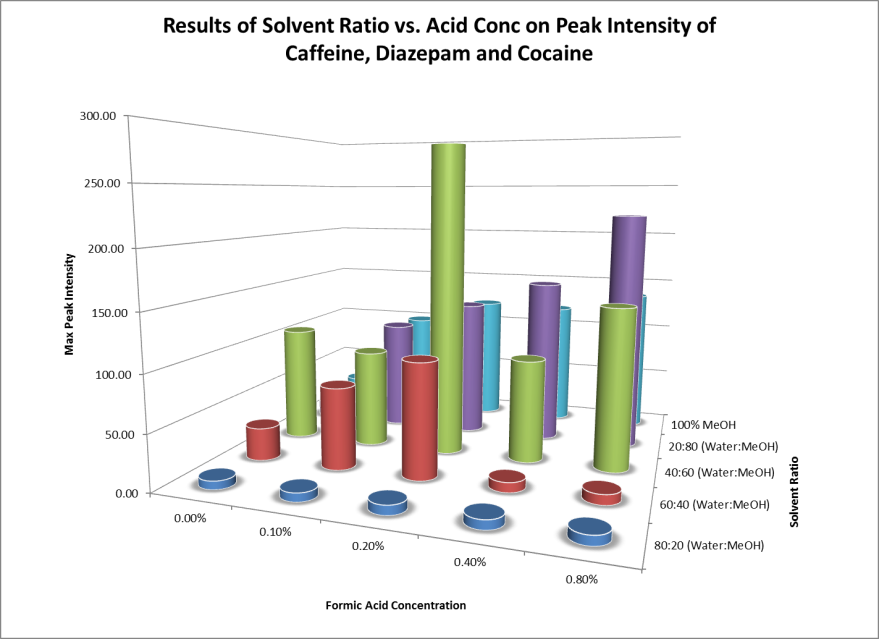 Results of Solvent Ratio vs. Acid Conc on Peak Intensity of
Caffeine, Diazepam and Cocaine
300.00
250.00
200.00
150.00
100.00
50.00
0.00
Max Peak Intensity
0.00%
0.10%
0.20%
0.40%
0.80%
Formic Acid Concentration
100% MeOH
20:80 (Water:MeOH)
40:60 (Water:MeOH)
60:40 (Water:MeOH)
80:20 (Water:MeOH)
Solvent Ratio